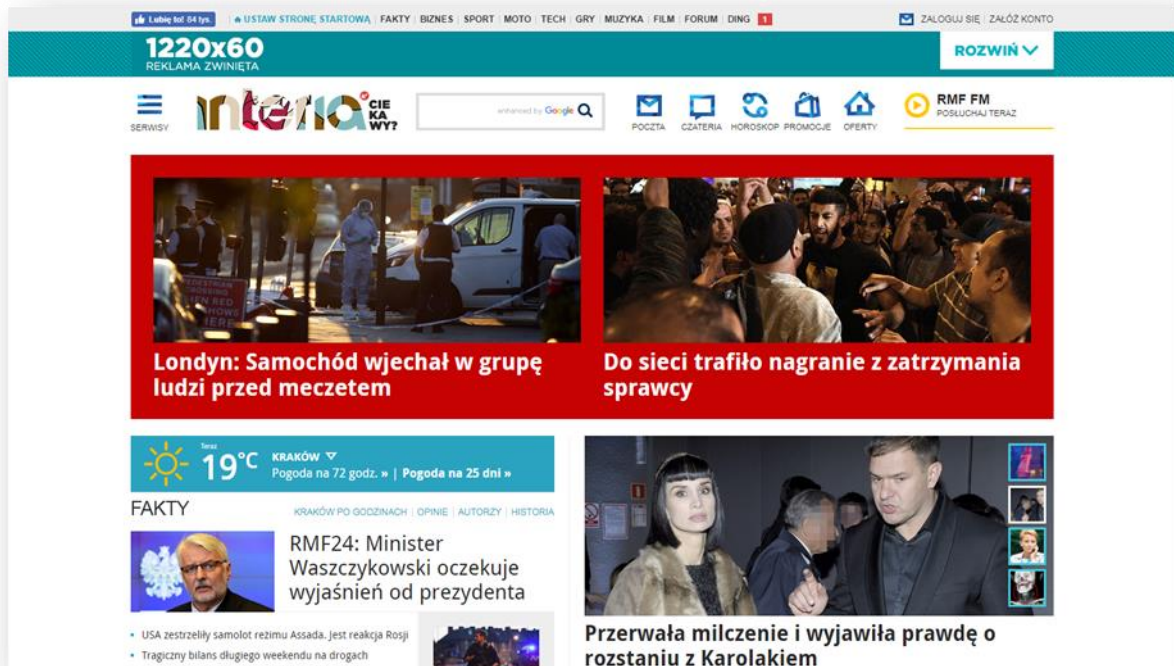 Lubię to! 84 tys.
USTAW STRONĘ STARTOWĄ | FAKTY | BIZNES | SPORT | MOTO | TECH | GRY | MUZYKA | FILM | FORUM | DING 1
ZALOGUJ SIĘ | ZAŁÓŻ KONTO
1220x60
REKLAMA ZWINIĘTA
ROZWIŃ
SERWISY
interia
CIE
KA
WY?
enhanced by Google
POCZTA
CZATERIA
HOROSKOP
PROMOCJE
OFERTY
RMF FM
POSŁUCHAJ TERAZ
Londyn: Samochód wjechał w grupę
ludzi przed meczetem
Do sieci trafiło nagranie z zatrzymania
sprawcy
Teraz
19°C
KRAKÓW
Pogoda na 72 godz. » | Pogoda na 25 dni »
FAKTY
KRAKÓW PO GODZINACH | OPINIE | AUTORZY | HISTORIA
RMF24: Minister
Waszczykowski oczekuje
wyjaśnień od prezydenta
USA zestrzeliły samolot reżimu Assada. Jest reakcja Rosji
Tragiczny bilans długiego weekendu na drogach
Przerwała milczenie i wyjawiła prawdę o
rozstaniu z Karolakiem